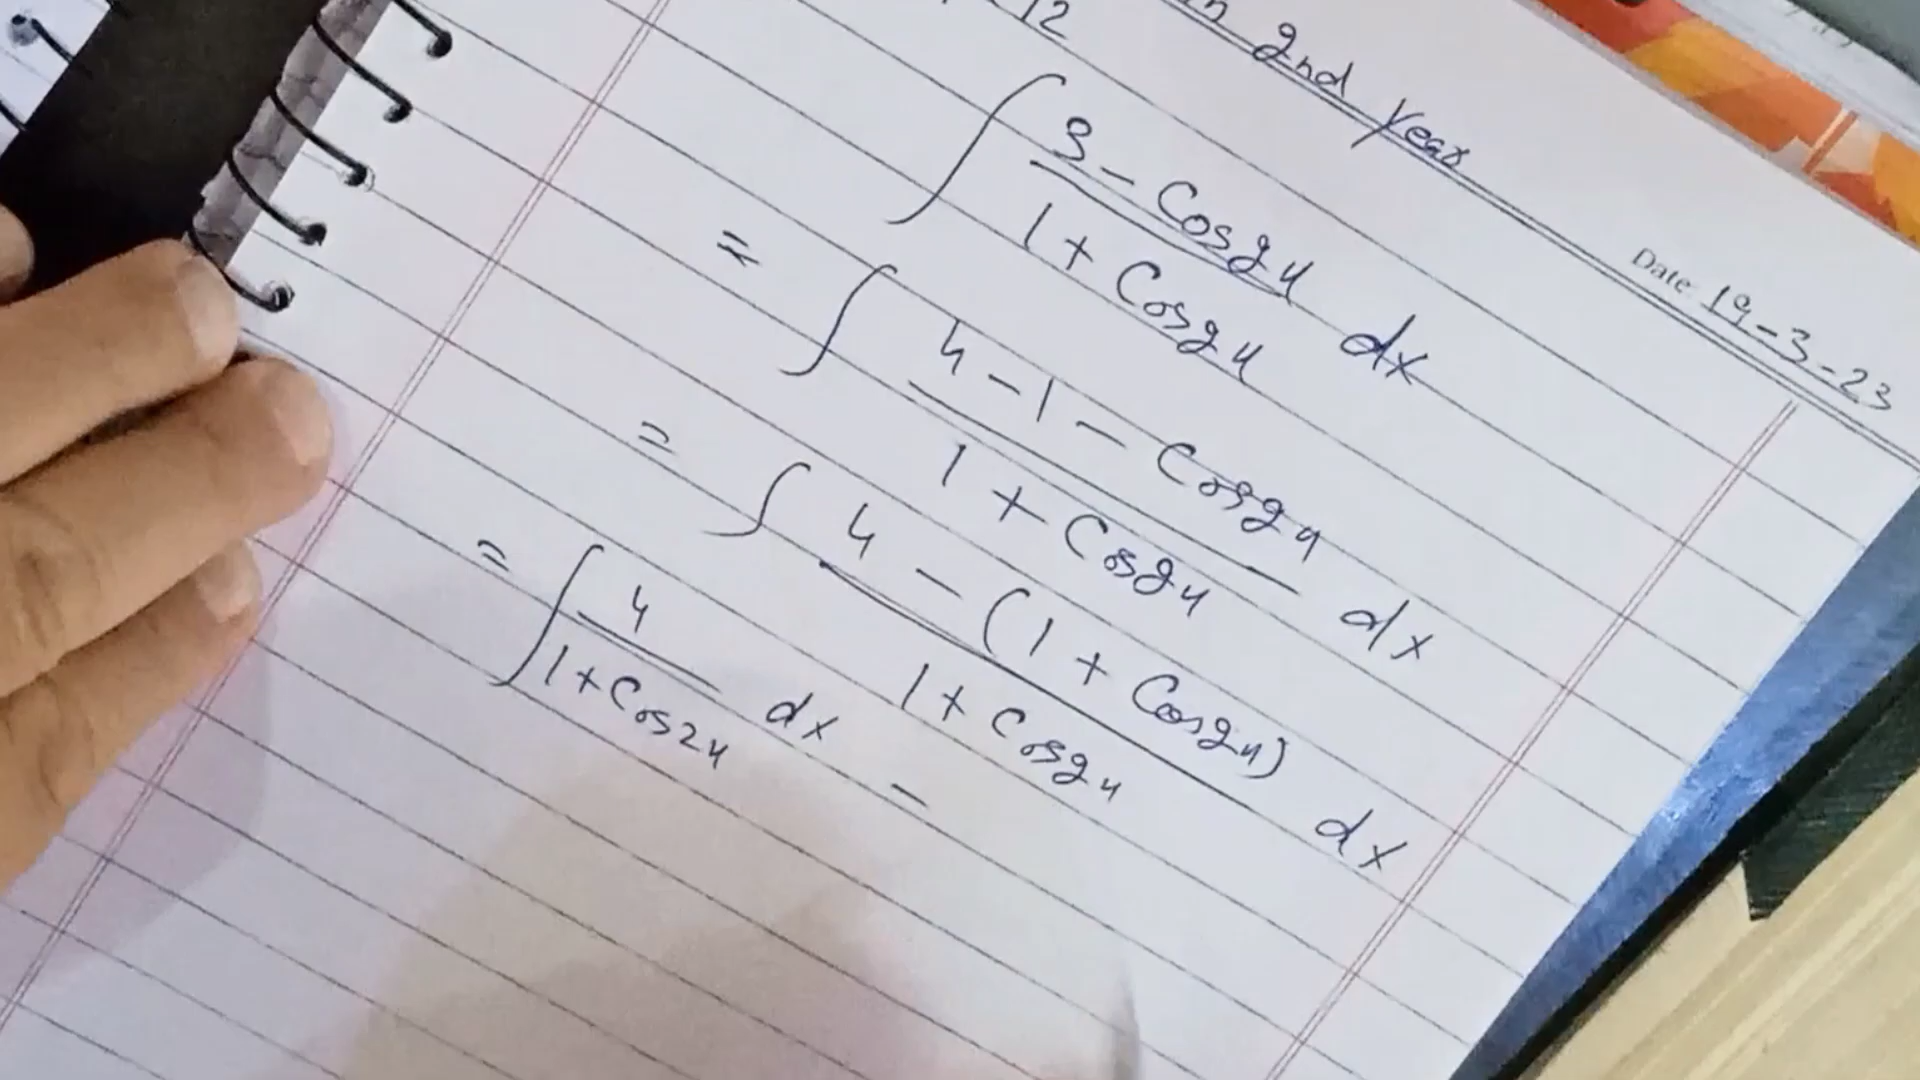 12
2nd year
Date: 19-3-23
∫ 3 - Cos2x / 1 + Cos2x dx
= ∫ 4 - 1 - Cos2x / 1 + Cos2x dx
= ∫ 4 - (1 + Cos2x) / 1 + Cos2x dx
= ∫ 4 / 1 + Cos2x dx -